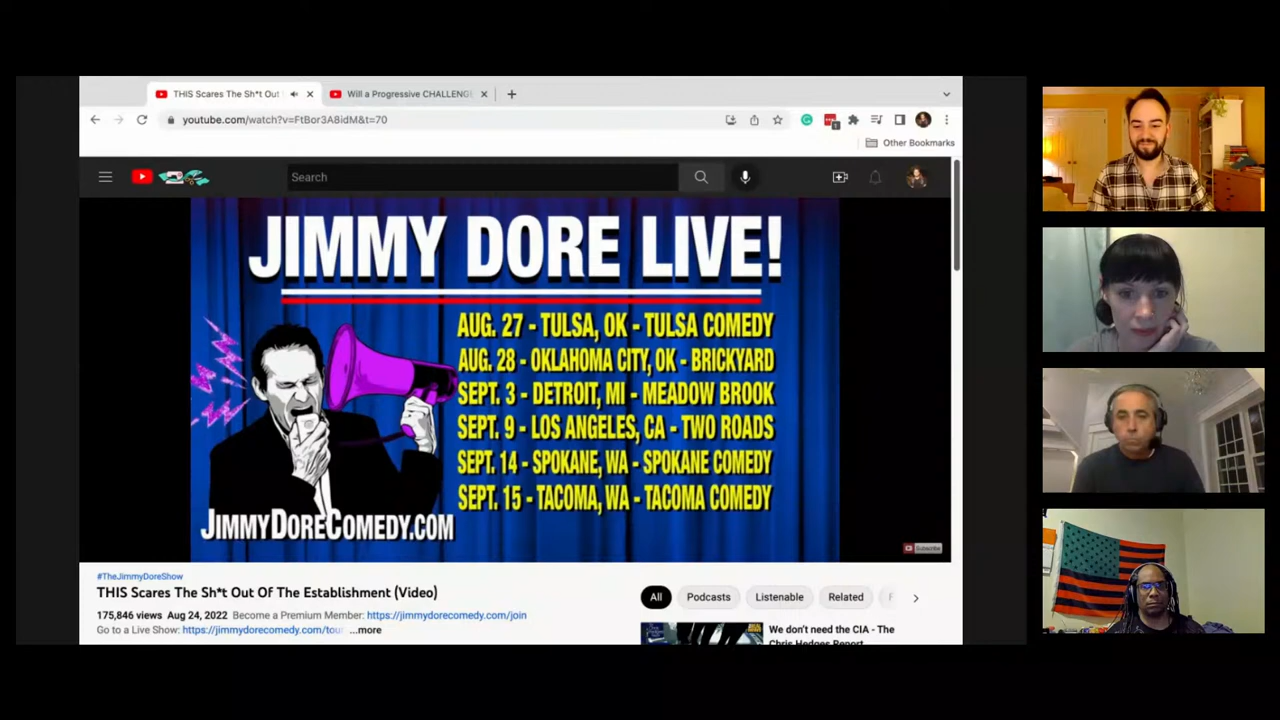 THIS Scares The Sh*t Out
Will a Progressive CHALLENG
youtube.com/watch?v=FtBor3A8idM&t=70
1
Other Bookmarks
Search
JIMMY DORE LIVE!
AUG. 27 - TULSA, OK - TULSA COMEDY
AUG. 28 - OKLAHOMA CITY, OK - BRICKYARD
SEPT. 3 - DETROIT, MI - MEADOW BROOK
SEPT. 9 - LOS ANGELES, CA - TWO ROADS
SEPT. 14 - SPOKANE, WA - SPOKANE COMEDY
SEPT. 15 - TACOMA, WA - TACOMA COMEDY
JIMMYDORECOMEDY.COM
Subscribe
#TheJimmyDoreShow
THIS Scares The Sh*t Out OF The Establishment (Video)
175,846 views Aug 24, 2022 Become a Premium Member: https://jimmydorecomedy.com/join
Go to a Live Show: https://jimmydorecomedy.com/tour ...more
All Podcasts Listenable Related F
We don't need the CIA - The
Chris Hedges Report